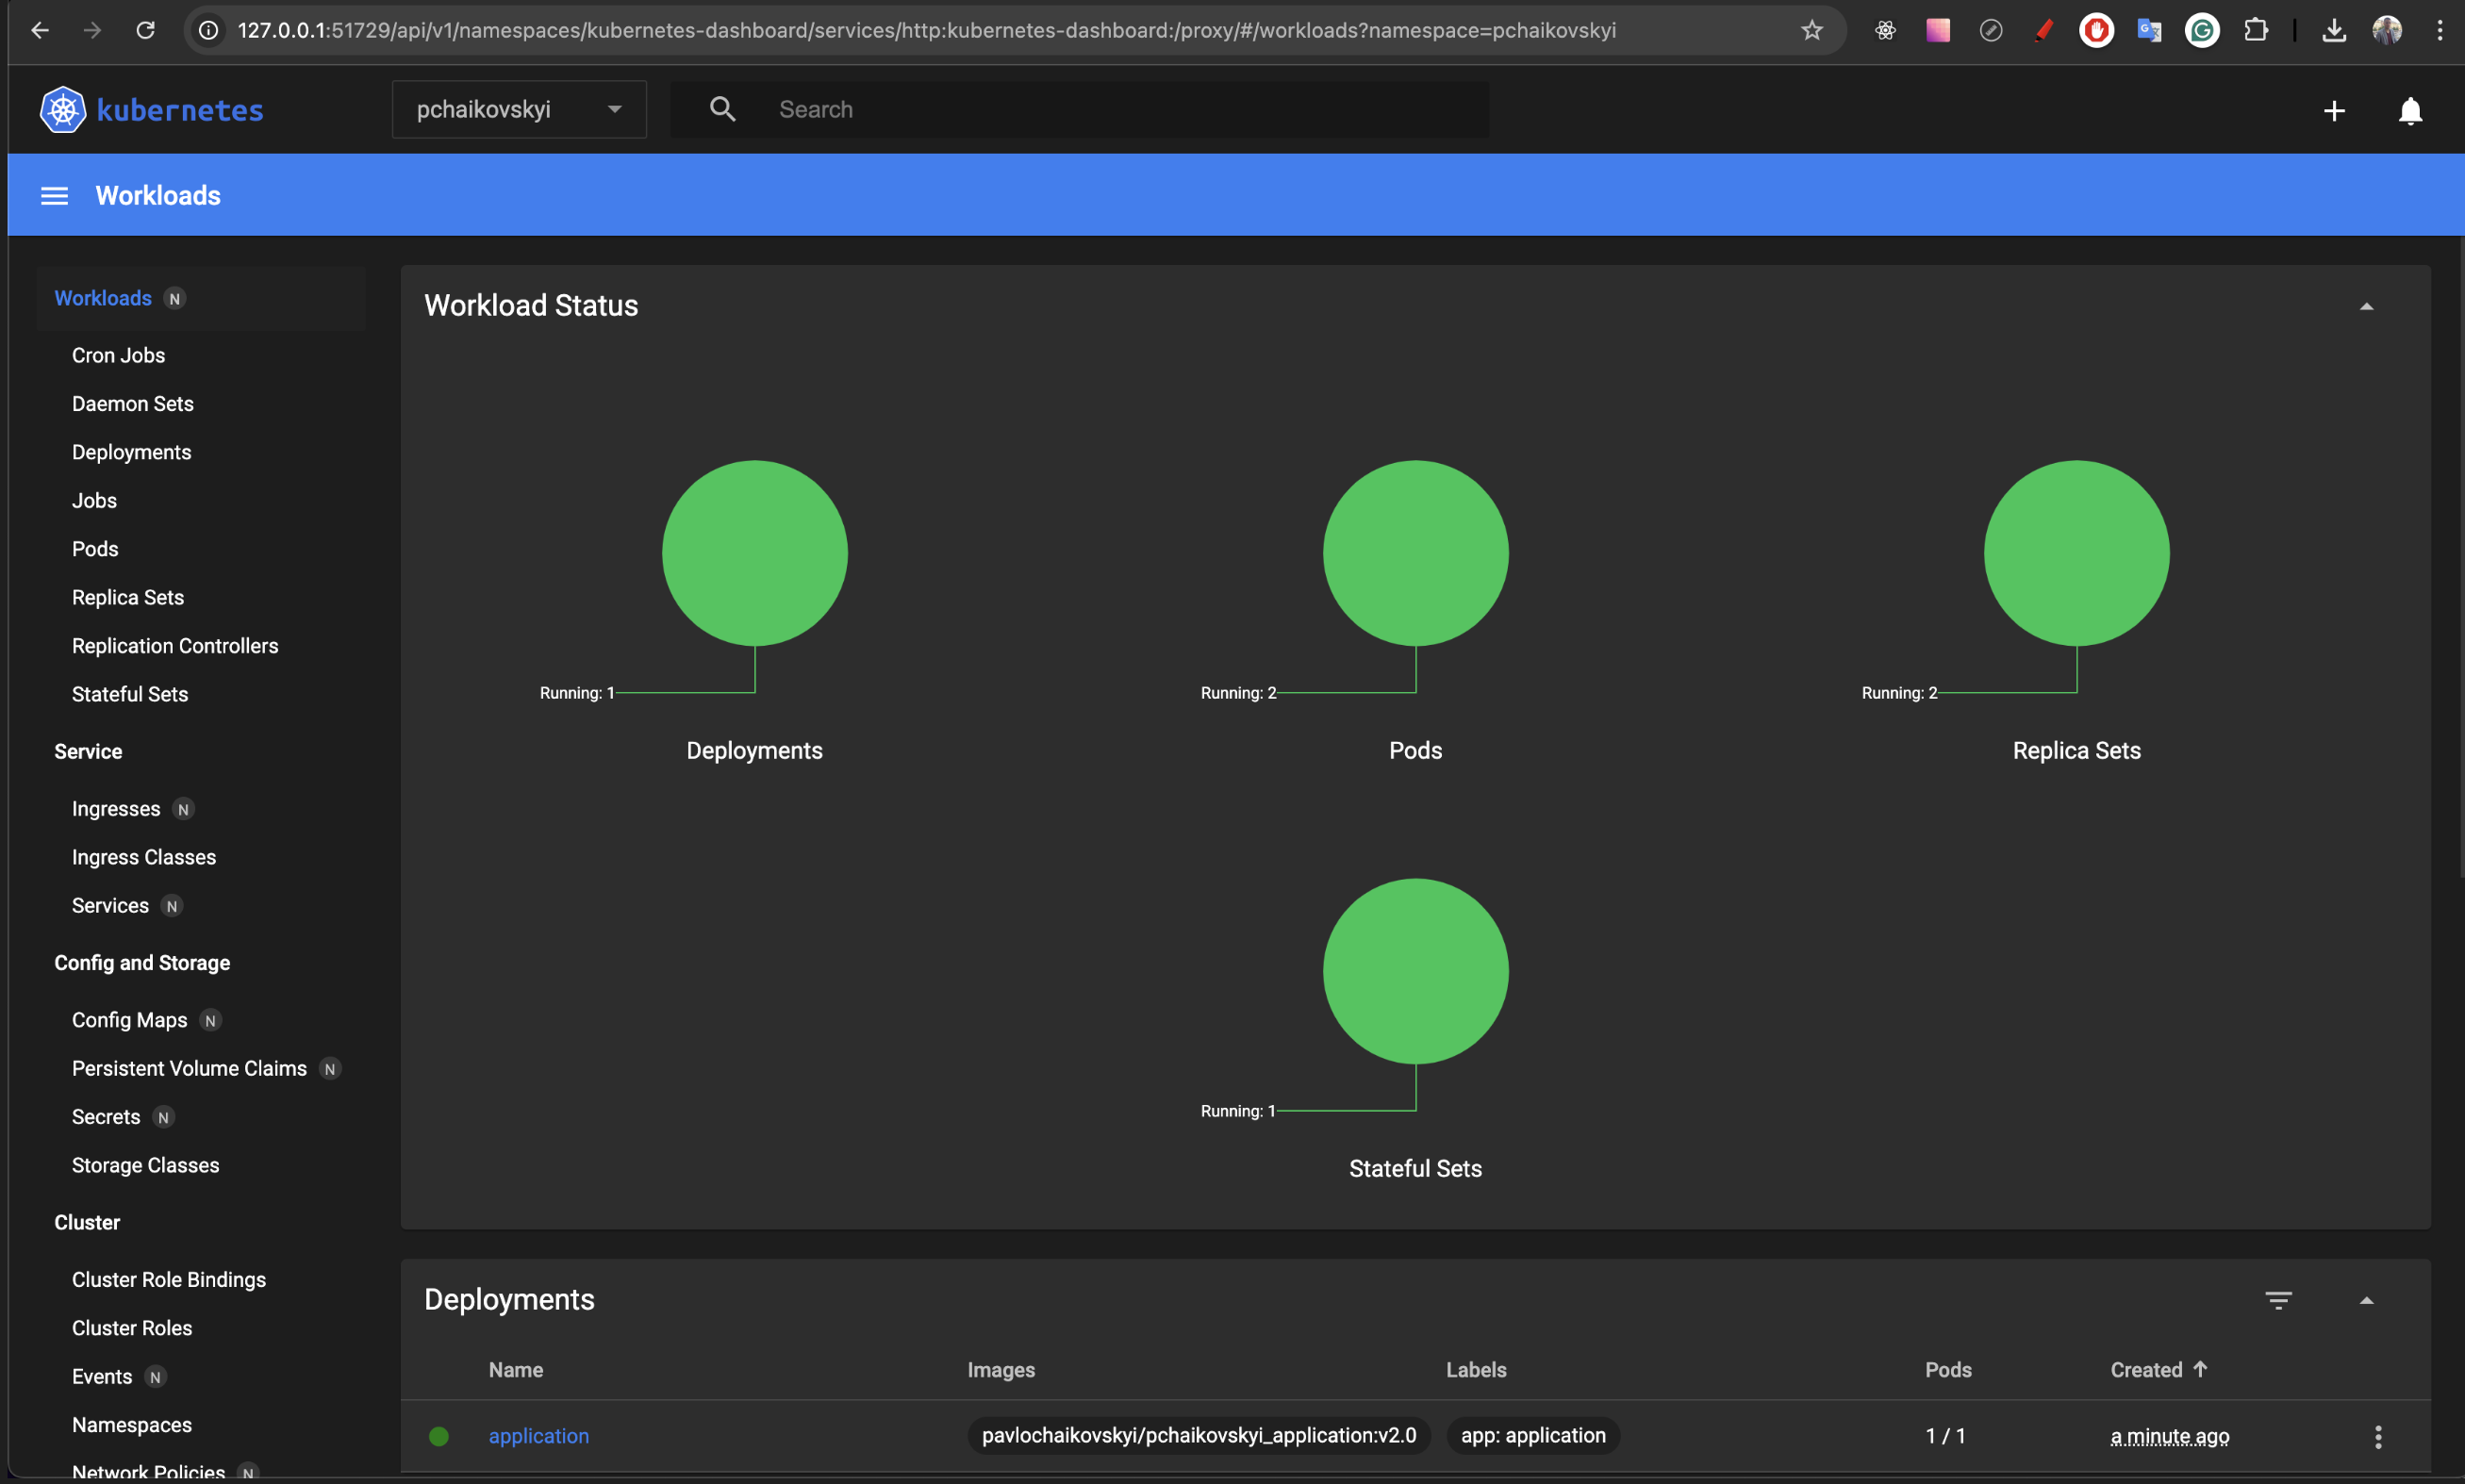 127.0.0.1:51729/api/v1/namespaces/kubernetes-dashboard/services/http:kubernetes-dashboard:/proxy/#/workloads?namespace=pchaikovskyi
kubernetes
pchaikovskyi
Search
Workloads
Workloads N
Cron Jobs
Daemon Sets
Deployments
Jobs
Pods
Replica Sets
Replication Controllers
Stateful Sets
Service
Ingresses N
Ingress Classes
Services N
Config and Storage
Config Maps N
Persistent Volume Claims N
Secrets N
Storage Classes
Cluster
Cluster Role Bindings
Cluster Roles
Events N
Namespaces
Network Policies N
Workload Status
Running: 1
Deployments
Running: 2
Pods
Running: 2
Replica Sets
Running: 1
Stateful Sets
Deployments
Name Images Labels Pods Created
application pavlochaikovskyi/pchaikovskyi_application:v2.0 app: application 1 / 1 a minute ago